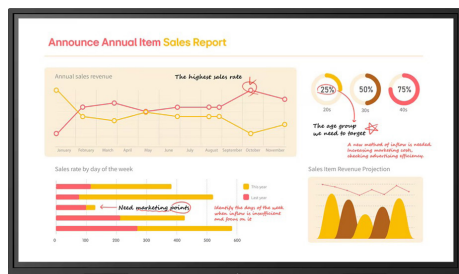 Announce Annual Item Sales Report
Annual sales revenue
The highest sales rate
January February March April May June July August September October November
25% 50% 75%
20s 30s 40s
The age group
we need to target
A new method of inflow is needed.
Increasing marketing costs,
checking advertising efficiency.
Sales rate by day of the week
This year
Last year
Need marketing points
Identify the days of the week
when inflow is insufficient
and focus on it
0 100 200 300 400 500 600
Sales Item Revenue Projection